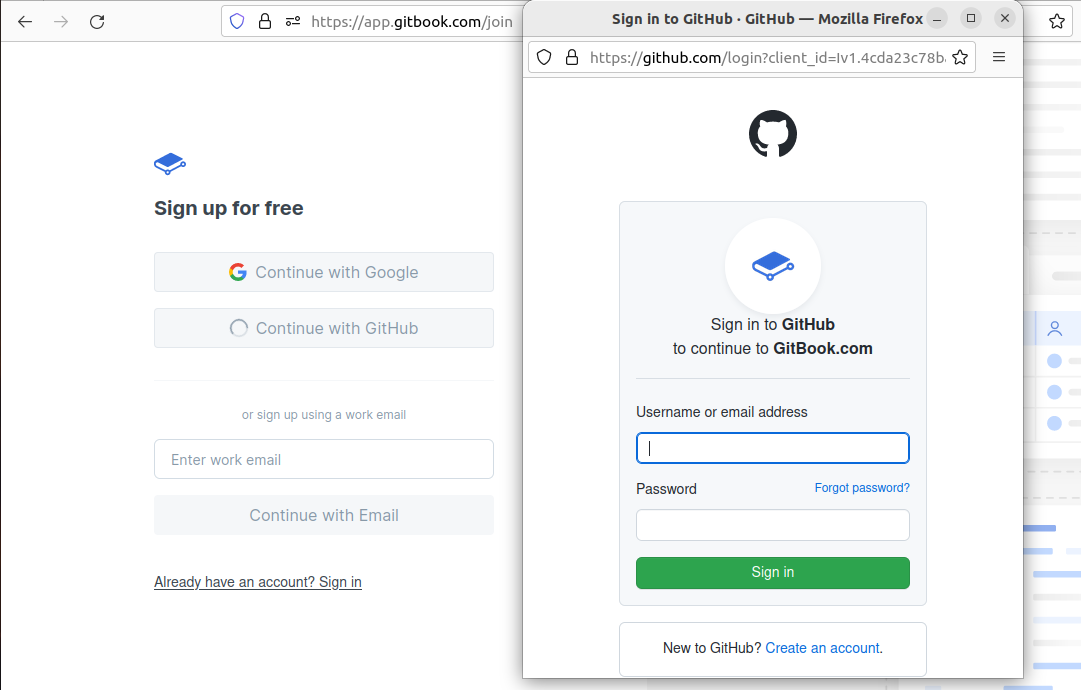 https://app.gitbook.com/join
Sign up for free
Continue with Google
Continue with GitHub
or sign up using a work email
Enter work email
Continue with Email
Already have an account? Sign in
Sign in to GitHub · GitHub — Mozilla Firefox
https://github.com/login?client_id=Iv1.4cda23c78b
Sign in to GitHub
to continue to GitBook.com
Username or email address
Password
Forgot password?
Sign in
New to GitHub? Create an account.